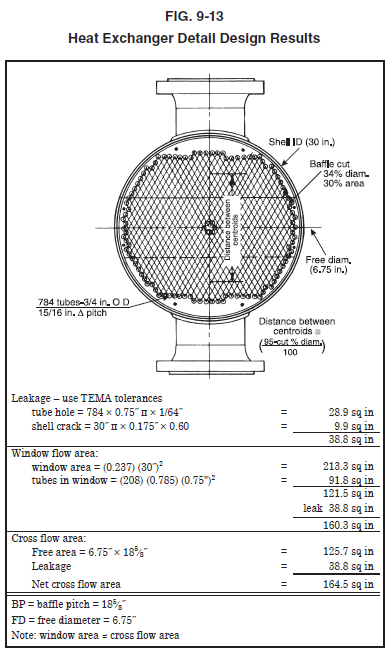 FIG. 9-13
Heat Exchanger Detail Design Results
Shell ID (30 in.)
Baffle cut
34% diam.
30% area
Distance between
centroids
Free diam.
(6.75 in.)
784 tubes-3/4 in. O D
15/16 in. Δ pitch
Distance between
centroids ≅
(95-cut % diam.)
100
Leakage – use TEMA tolerances
tube hole = 784 × 0.75″ π × 1/64″ = 28.9 sq in
shell crack = 30″ π × 0.175″ × 0.60 = 9.9 sq in
38.8 sq in
Window flow area:
window area = (0.237) (30″)² = 213.3 sq in
tubes in window = (208) (0.785) (0.75")² = 91.8 sq in
121.5 sq in
leak 38.8 sq in
160.3 sq in
Cross flow area:
Free area = 6.75″ × 18⅝″ = 125.7 sq in
Leakage = 38.8 sq in
Net cross flow area = 164.5 sq in
BP = baffle pitch = 18⅝″
FD = free diameter = 6.75″
Note: window area ≅ cross flow area